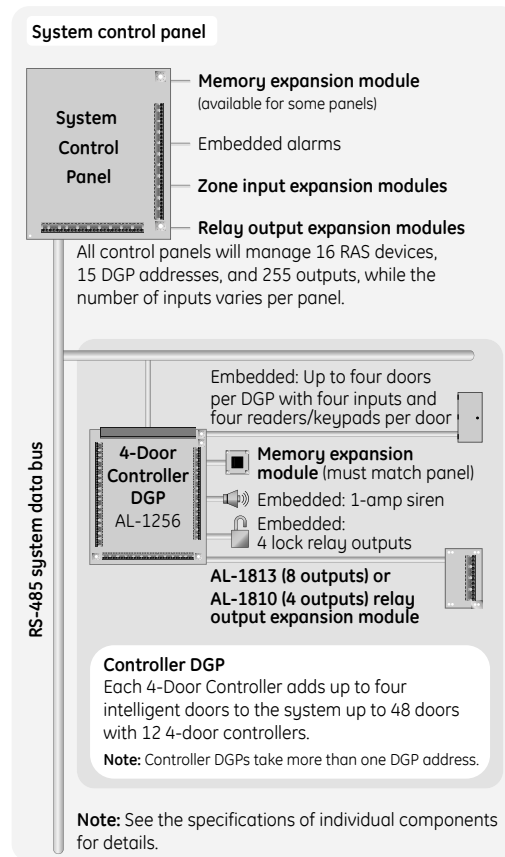 System control panel
System
Control
Panel
Memory expansion module
(available for some panels)
Embedded alarms
Zone input expansion modules
Relay output expansion modules
All control panels will manage 16 RAS devices,
15 DGP addresses, and 255 outputs, while the
number of inputs varies per panel.
RS-485 system data bus
Embedded: Up to four doors
per DGP with four inputs and
four readers/keypads per door
4-Door
Controller
DGP
AL-1256
Memory expansion
module (must match panel)
Embedded: 1-amp siren
Embedded:
4 lock relay outputs
AL-1813 (8 outputs) or
AL-1810 (4 outputs) relay
output expansion module
Controller DGP
Each 4-Door Controller adds up to four
intelligent doors to the system up to 48 doors
with 12 4-door controllers.
Note: Controller DGPs take more than one DGP address.
Note: See the specifications of individual components
for details.